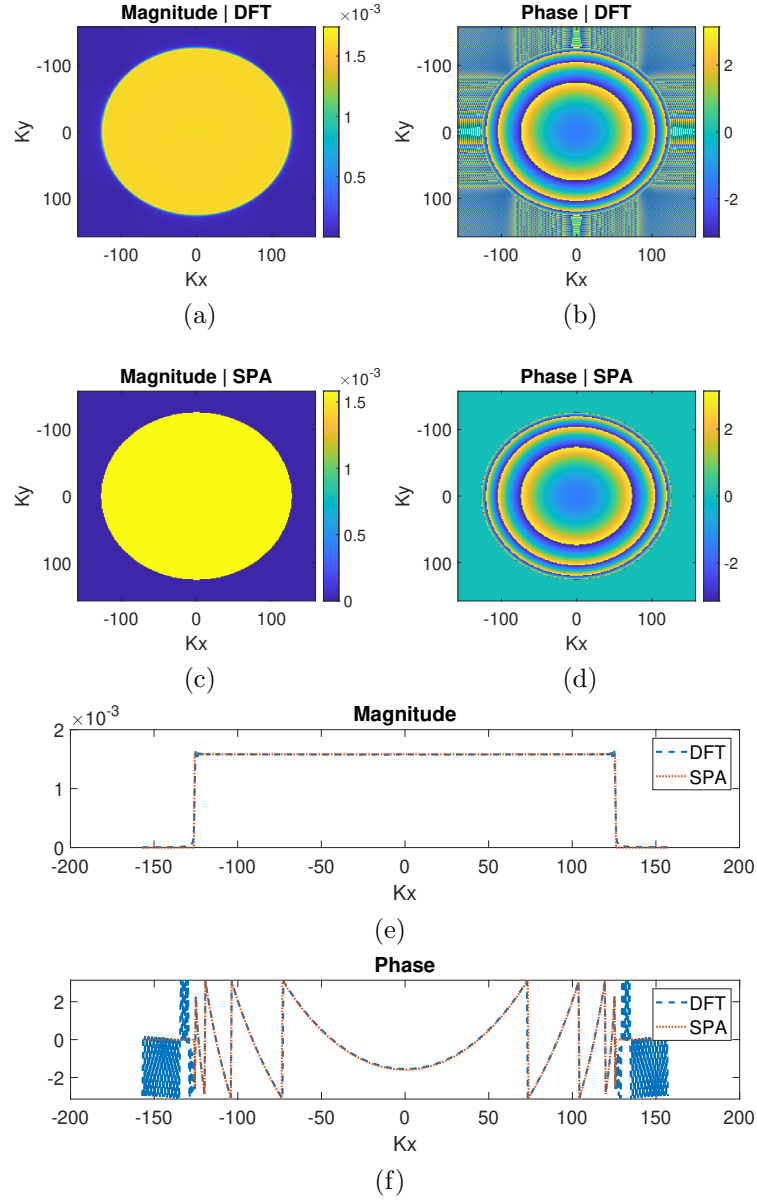 Magnitude | DFT
×10⁻³
-100
0
100
Ky
-100 0 100
Kx
1.5
1
0.5
(a)
Phase | DFT
-100
0
100
Ky
-100 0 100
Kx
2
0
-2
(b)
Magnitude | SPA
×10⁻³
-100
0
100
Ky
-100 0 100
Kx
1.5
1
0.5
0
(c)
Phase | SPA
-100
0
100
Ky
-100 0 100
Kx
2
0
-2
(d)
×10⁻³
Magnitude
2
1
0
DFT
SPA
-200 -150 -100 -50 0 50 100 150 200
Kx
(e)
Phase
2
0
-2
DFT
SPA
-200 -150 -100 -50 0 50 100 150 200
Kx
(f)